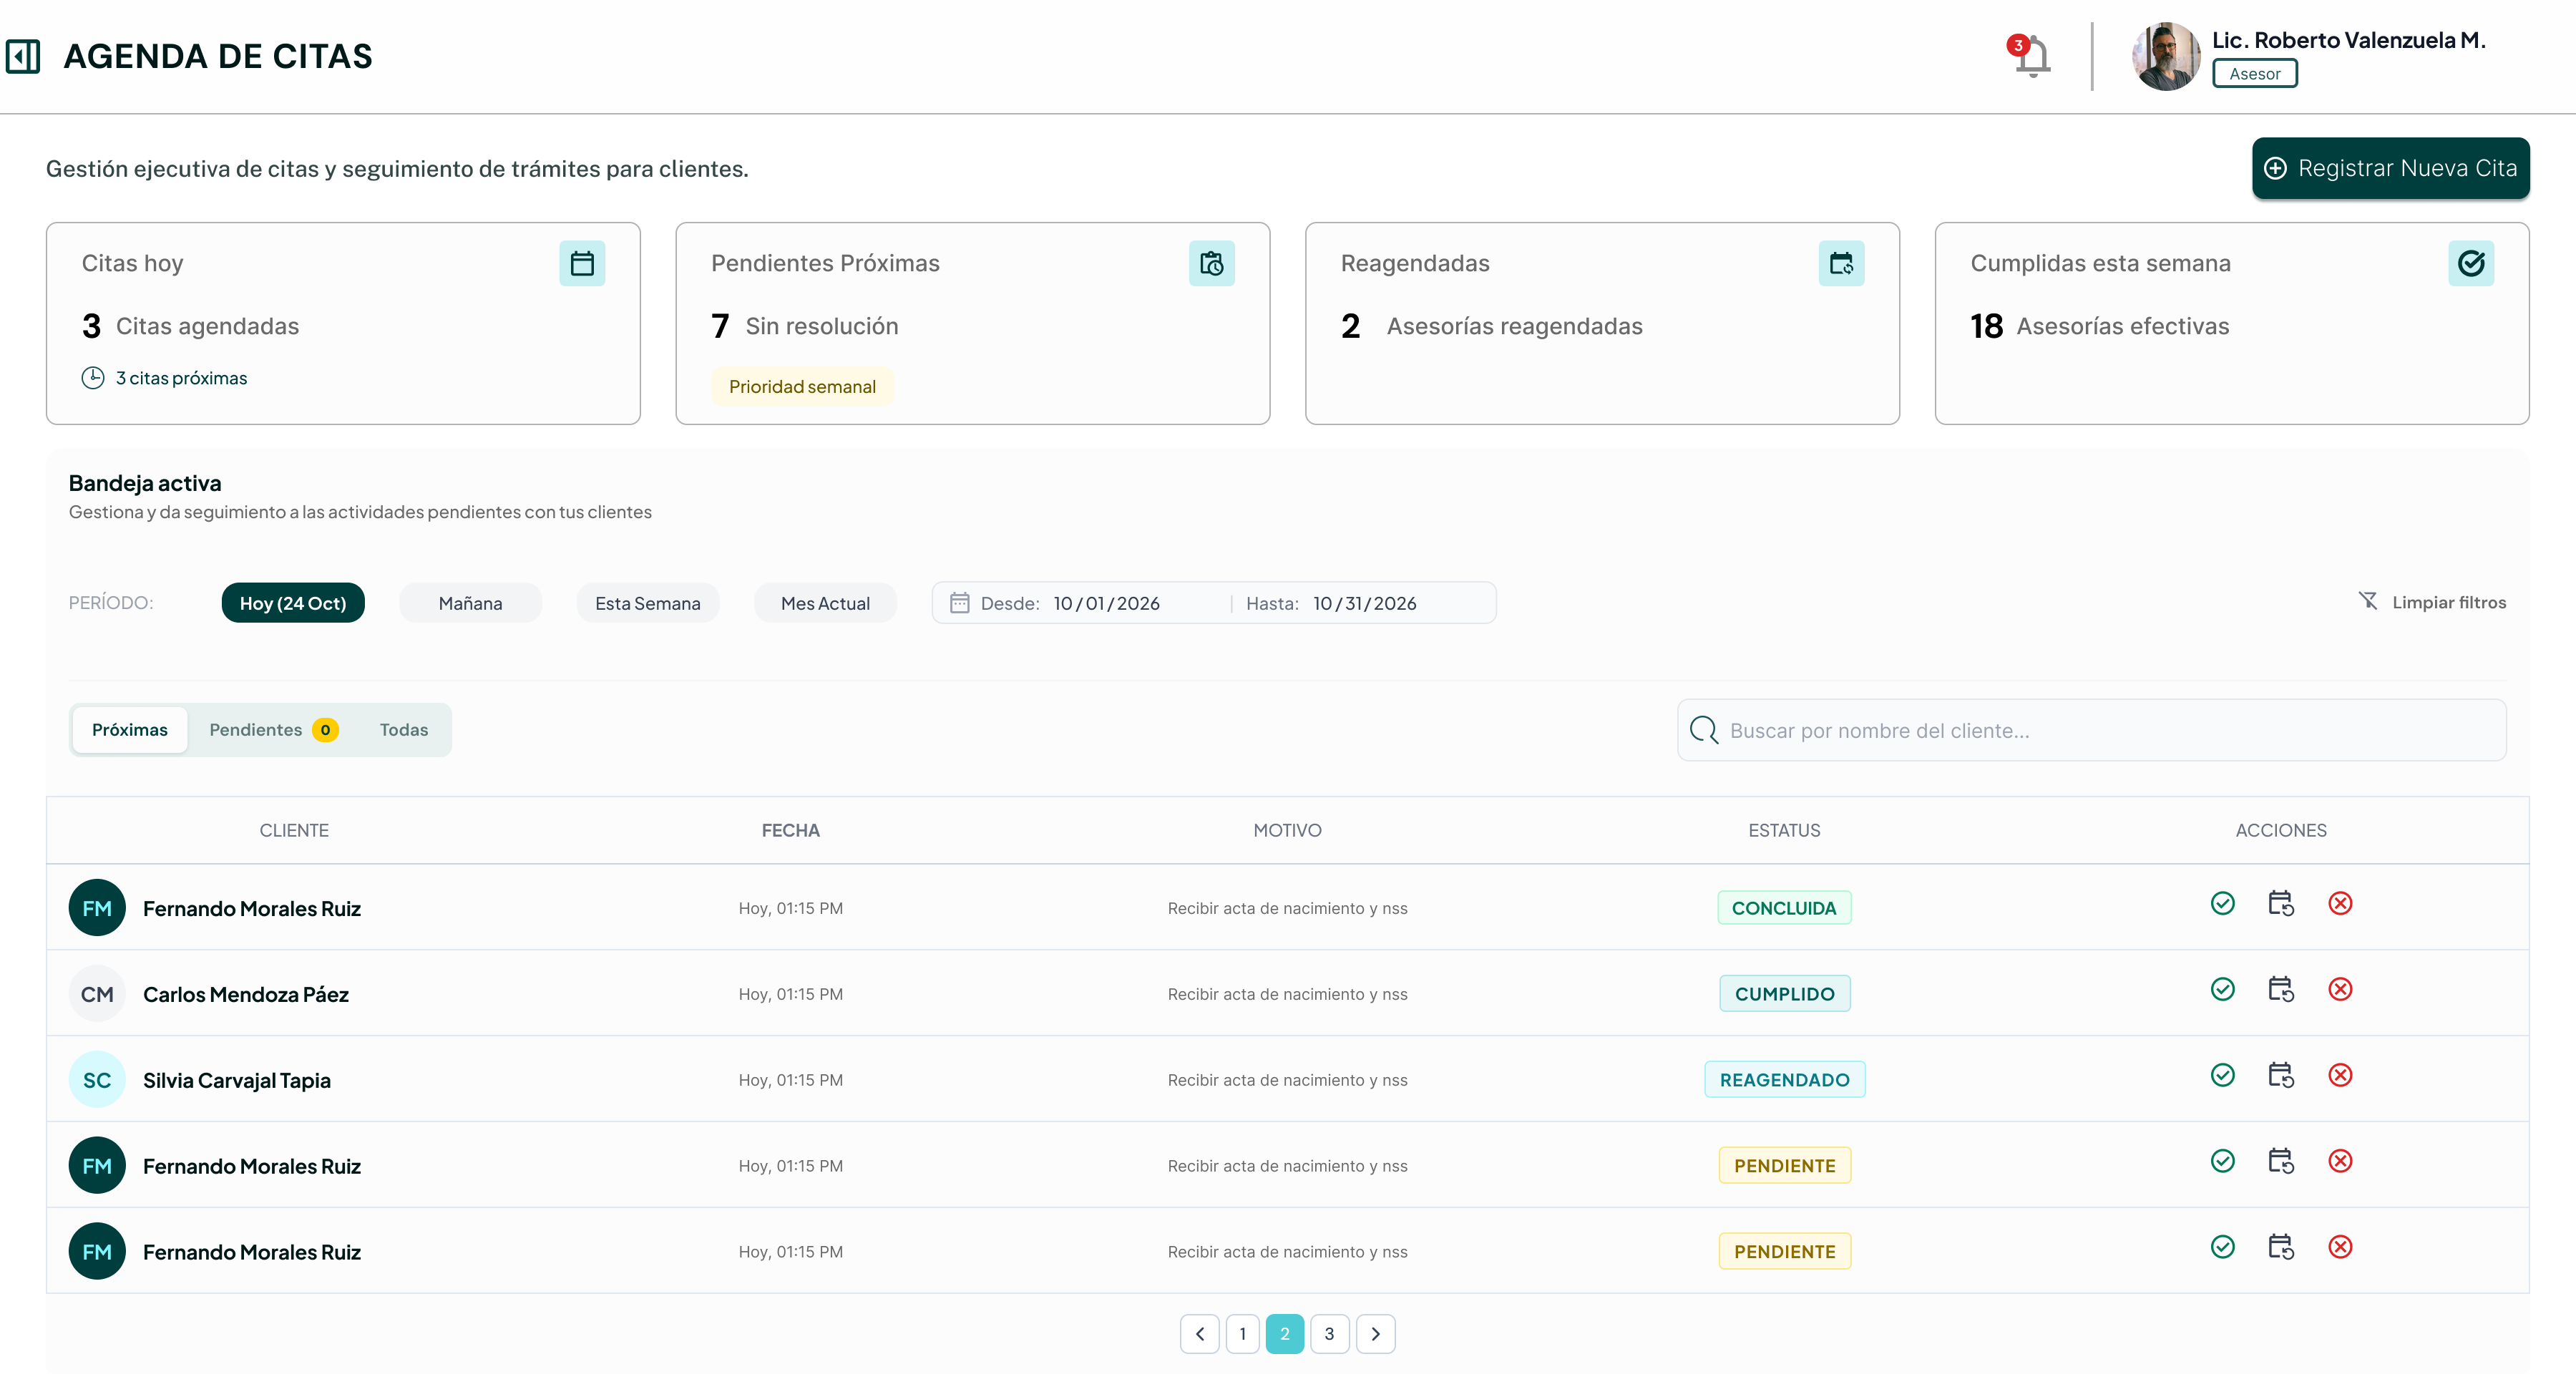 AGENDA DE CITAS
3
Lic. Roberto Valenzuela M.
Asesor
Gestión ejecutiva de citas y seguimiento de trámites para clientes.
Registrar Nueva Cita
Citas hoy
3 Citas agendadas
3 citas próximas
Pendientes Próximas
7 Sin resolución
Prioridad semanal
Reagendadas
2 Asesorías reagendadas
Cumplidas esta semana
18 Asesorías efectivas
Bandeja activa
Gestiona y da seguimiento a las actividades pendientes con tus clientes
PERÍODO: Hoy (24 Oct) Mañana Esta Semana Mes Actual Desde: 10/01/2026 Hasta: 10/31/2026 Limpiar filtros
Próximas Pendientes 0 Todas Buscar por nombre del cliente...
CLIENTE FECHA MOTIVO ESTATUS ACCIONES
FM Fernando Morales Ruiz Hoy, 01:15 PM Recibir acta de nacimiento y nss CONCLUIDA
CM Carlos Mendoza Páez Hoy, 01:15 PM Recibir acta de nacimiento y nss CUMPLIDO
SC Silvia Carvajal Tapia Hoy, 01:15 PM Recibir acta de nacimiento y nss REAGENDADO
FM Fernando Morales Ruiz Hoy, 01:15 PM Recibir acta de nacimiento y nss PENDIENTE
FM Fernando Morales Ruiz Hoy, 01:15 PM Recibir acta de nacimiento y nss PENDIENTE
1 2 3